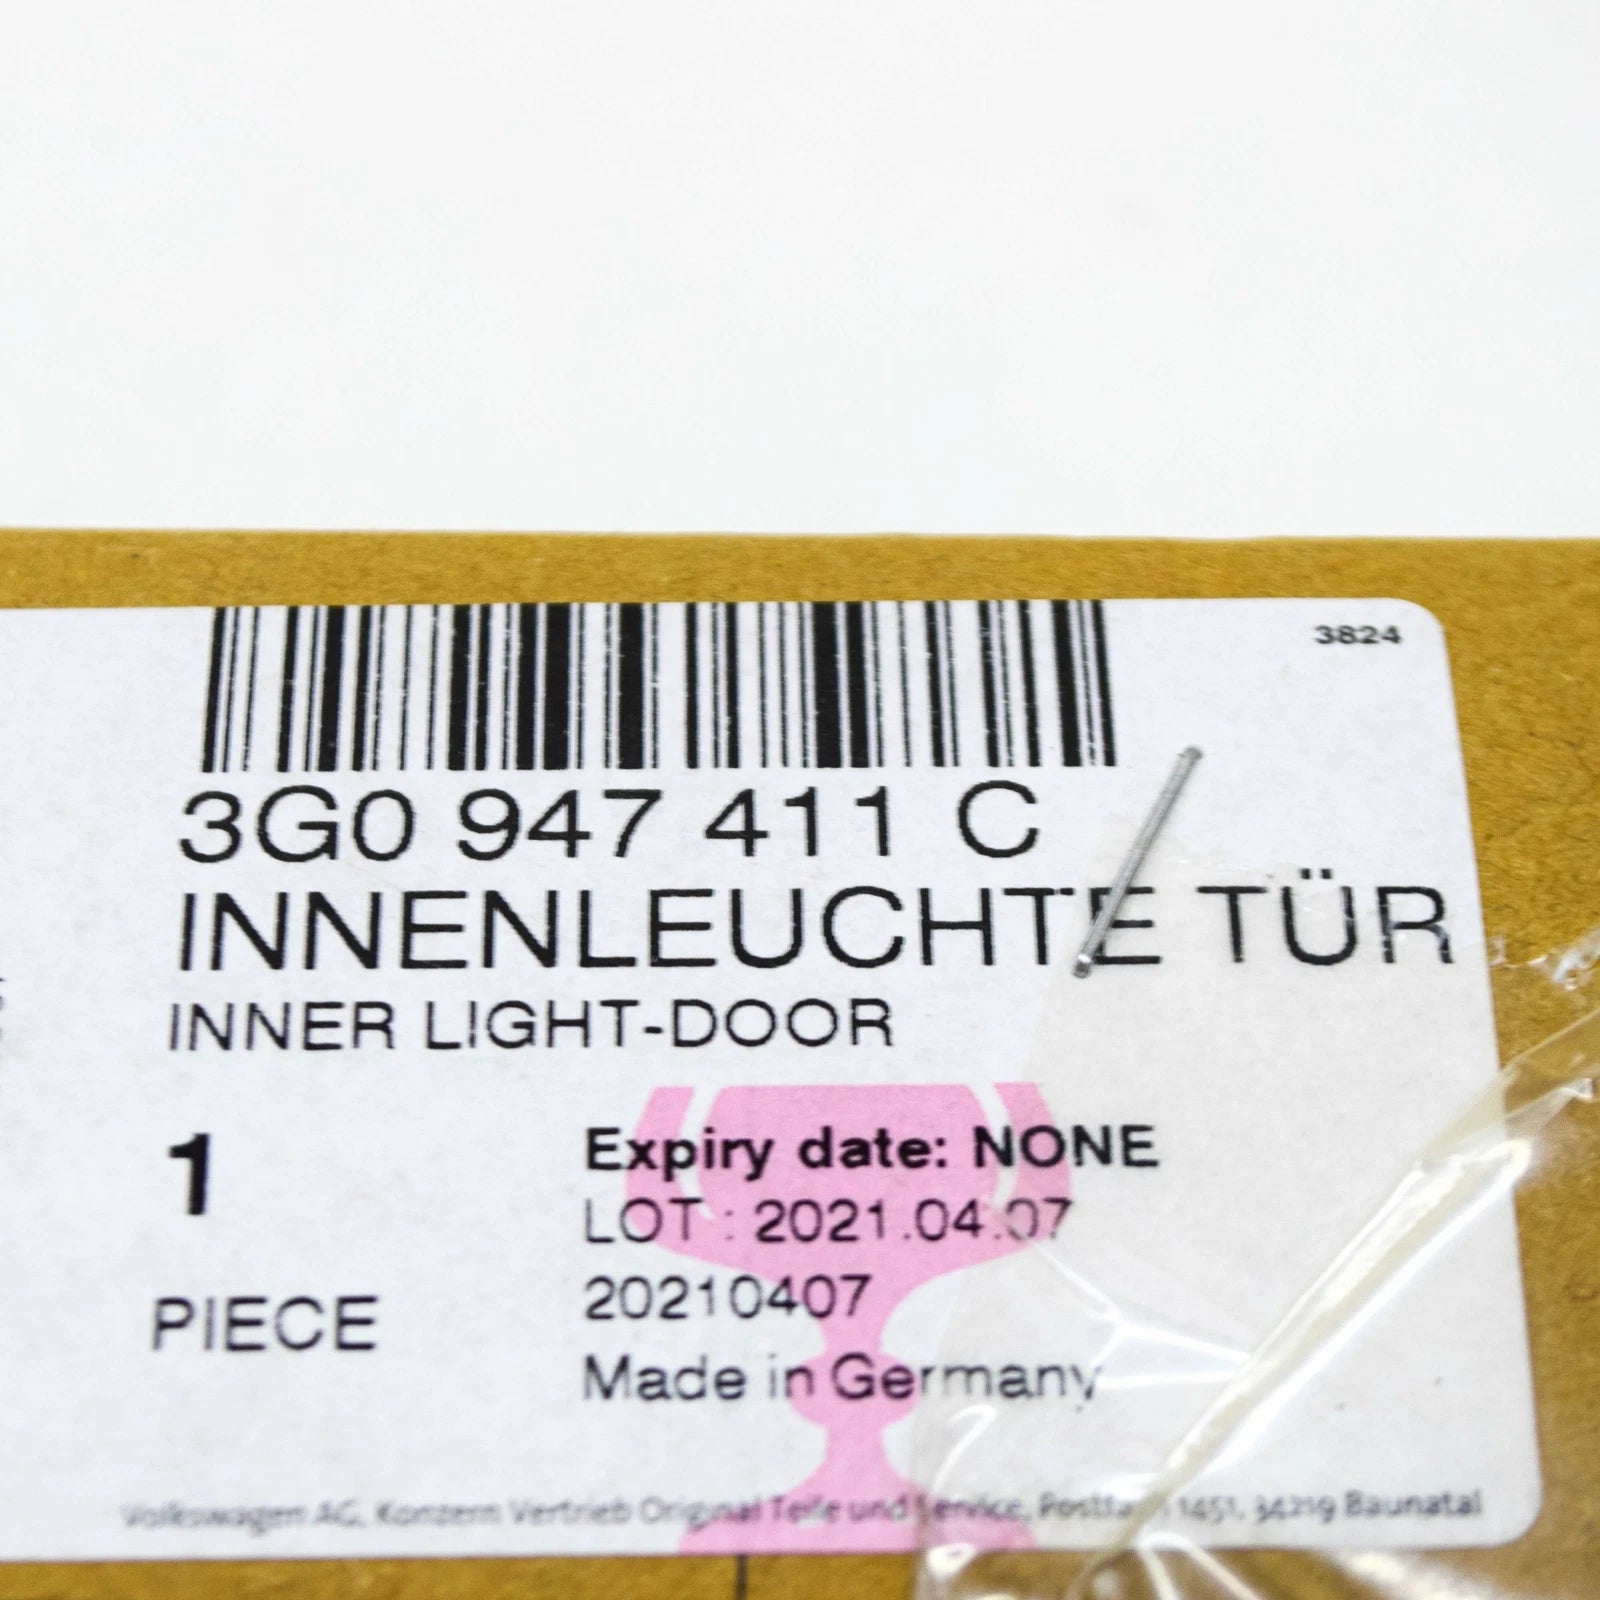 3824
3G0 947 411 C
INNENLEUCHTE TÜR
INNER LIGHT-DOOR
1
PIECE
Expiry date: NONE
LOT : 2021.04.07
20210407
Made in Germany
Volkswagen AG, Konzern Vertrieb Original Teile und Service, Postfach 1451, 34219 Baunatal